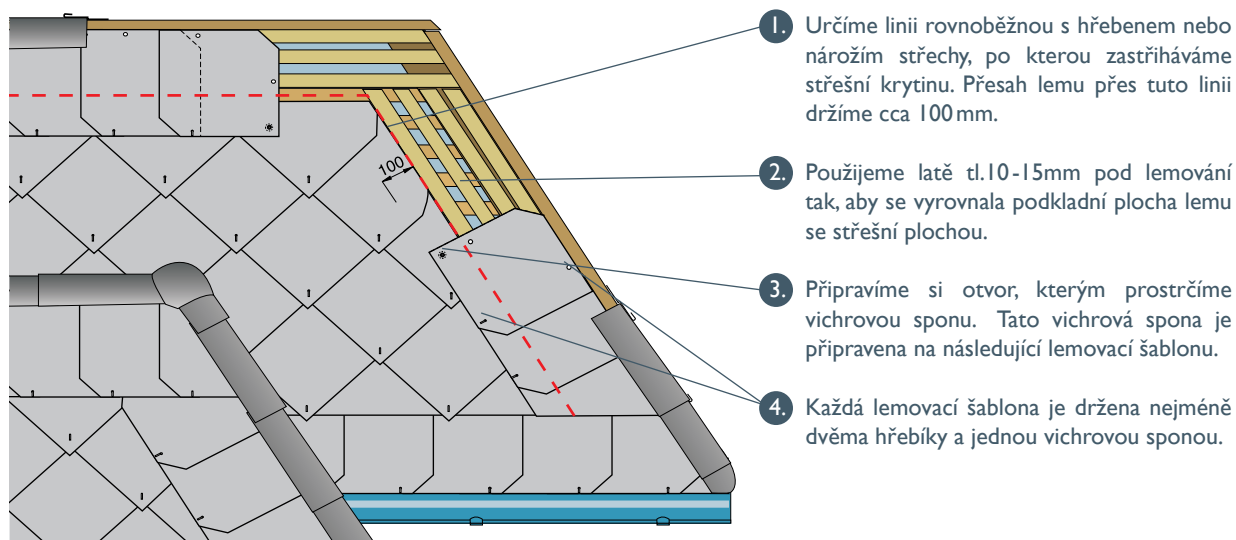 100
1. Určíme linii rovnoběžnou s hřebenem nebo
nárožím střechy, po kterou zastřiháváme
střešní krytinu. Přesah lemu přes tuto linii
držíme cca 100 mm.
2. Použijeme latě tl.10-15mm pod lemování
tak, aby se vyrovnala podkladní plocha lemu
se střešní plochou.
3. Připravíme si otvor, kterým prostrčíme
vichrovou sponu. Tato vichrová spona je
připravena na následující lemovací šablonu.
4. Každá lemovací šablona je držena nejméně
dvěma hřebíky a jednou vichrovou sponou.